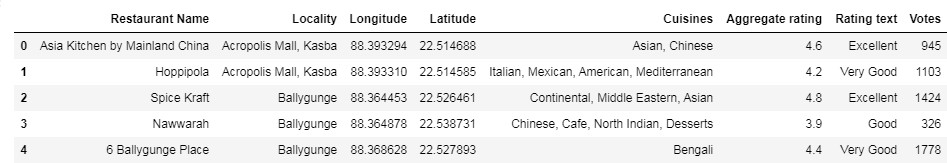 Restaurant Name Locality Longitude Latitude Cuisines Aggregate rating Rating text Votes
0 Asia Kitchen by Mainland China Acropolis Mall, Kasba 88.393294 22.514688 Asian, Chinese 4.6 Excellent 945
1 Hoppipola Acropolis Mall, Kasba 88.393310 22.514585 Italian, Mexican, American, Mediterranean 4.2 Very Good 1103
2 Spice Kraft Ballygunge 88.364453 22.526461 Continental, Middle Eastern, Asian 4.8 Excellent 1424
3 Nawwarah Ballygunge 88.364878 22.538731 Chinese, Cafe, North Indian, Desserts 3.9 Good 326
4 6 Ballygunge Place Ballygunge 88.368628 22.527893 Bengali 4.4 Very Good 1778